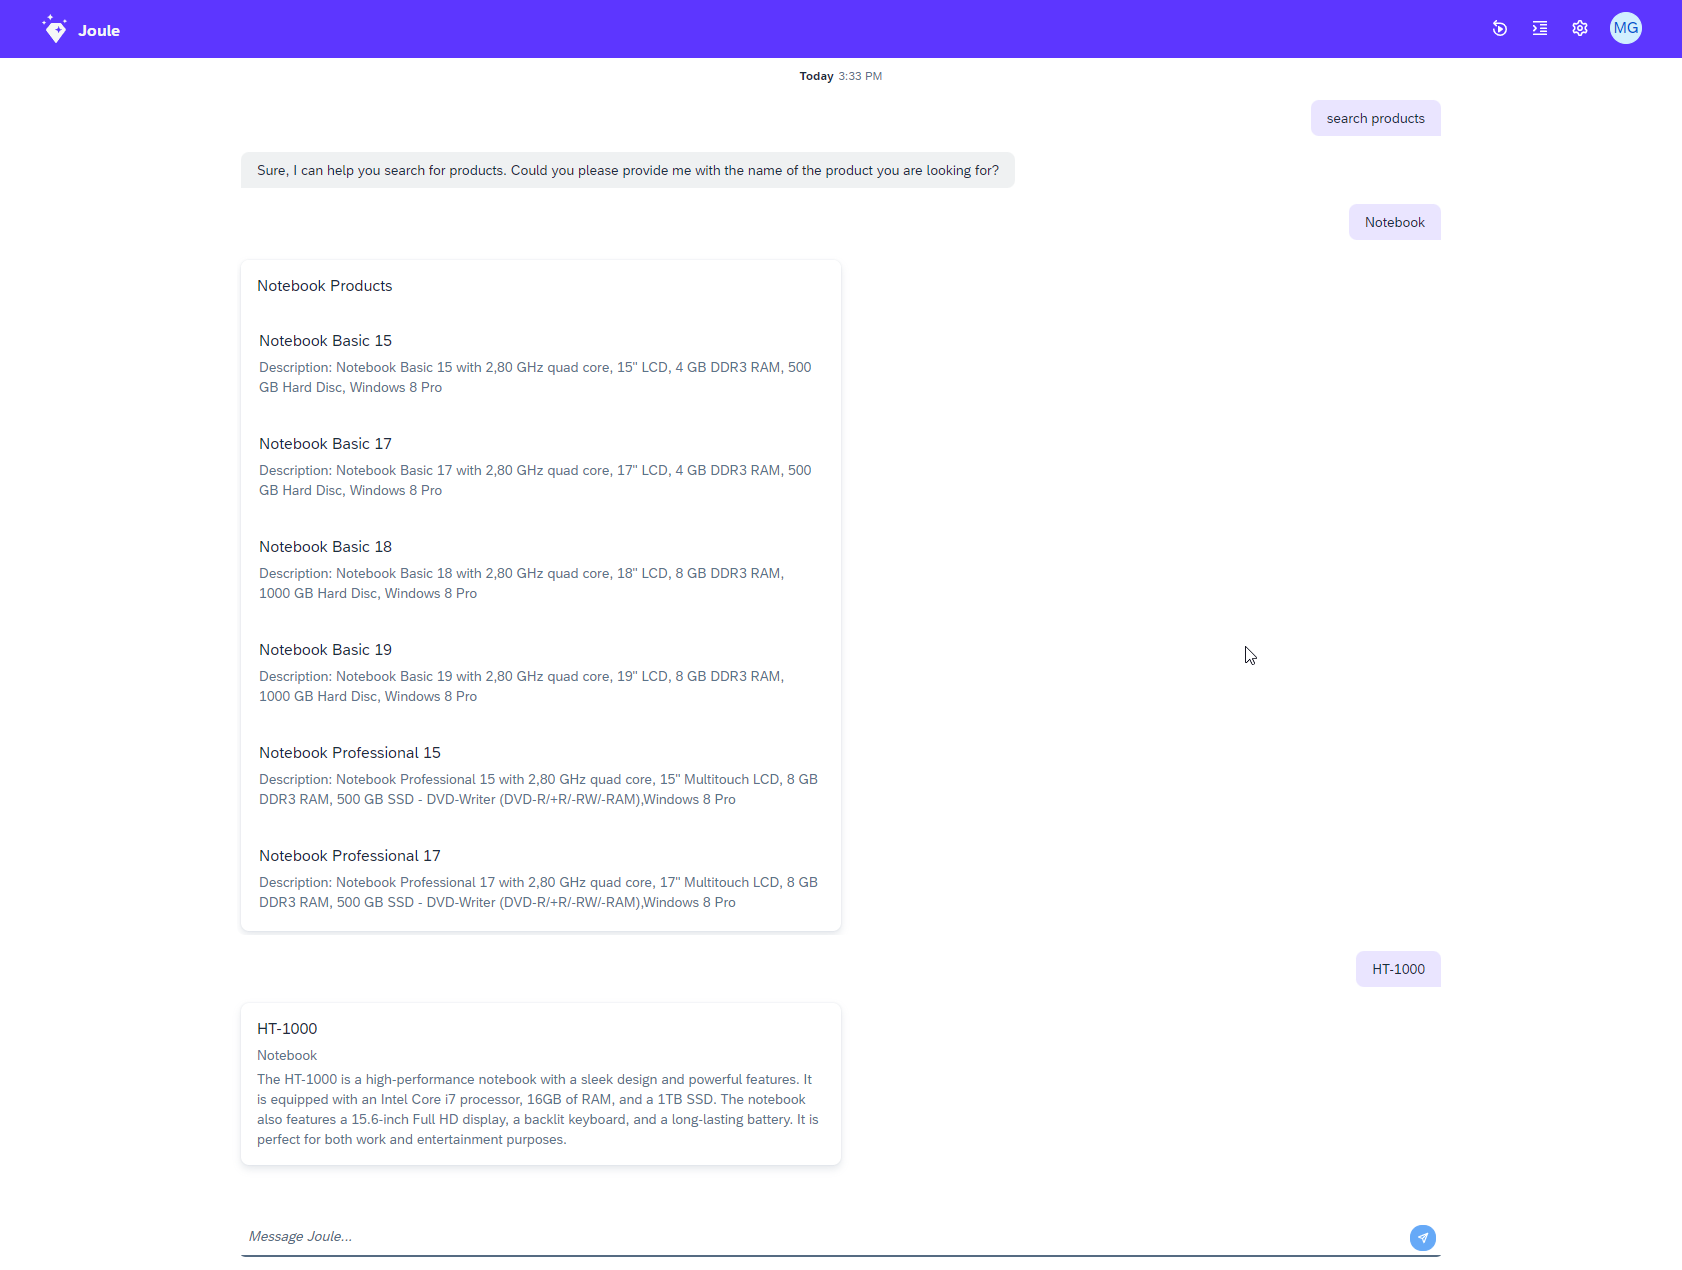 Joule
MG
Today 3:33 PM
search products
Sure, I can help you search for products. Could you please provide me with the name of the product you are looking for?
Notebook
Notebook Products
Notebook Basic 15
Description: Notebook Basic 15 with 2,80 GHz quad core, 15" LCD, 4 GB DDR3 RAM, 500
GB Hard Disc, Windows 8 Pro
Notebook Basic 17
Description: Notebook Basic 17 with 2,80 GHz quad core, 17" LCD, 4 GB DDR3 RAM, 500
GB Hard Disc, Windows 8 Pro
Notebook Basic 18
Description: Notebook Basic 18 with 2,80 GHz quad core, 18" LCD, 8 GB DDR3 RAM,
1000 GB Hard Disc, Windows 8 Pro
Notebook Basic 19
Description: Notebook Basic 19 with 2,80 GHz quad core, 19" LCD, 8 GB DDR3 RAM,
1000 GB Hard Disc, Windows 8 Pro
Notebook Professional 15
Description: Notebook Professional 15 with 2,80 GHz quad core, 15" Multitouch LCD, 8 GB
DDR3 RAM, 500 GB SSD - DVD-Writer (DVD-R/+R/-RW/-RAM),Windows 8 Pro
Notebook Professional 17
Description: Notebook Professional 17 with 2,80 GHz quad core, 17" Multitouch LCD, 8 GB
DDR3 RAM, 500 GB SSD - DVD-Writer (DVD-R/+R/-RW/-RAM),Windows 8 Pro
HT-1000
HT-1000
Notebook
The HT-1000 is a high-performance notebook with a sleek design and powerful features. It
is equipped with an Intel Core i7 processor, 16GB of RAM, and a 1TB SSD. The notebook
also features a 15.6-inch Full HD display, a backlit keyboard, and a long-lasting battery. It is
perfect for both work and entertainment purposes.
Message Joule...